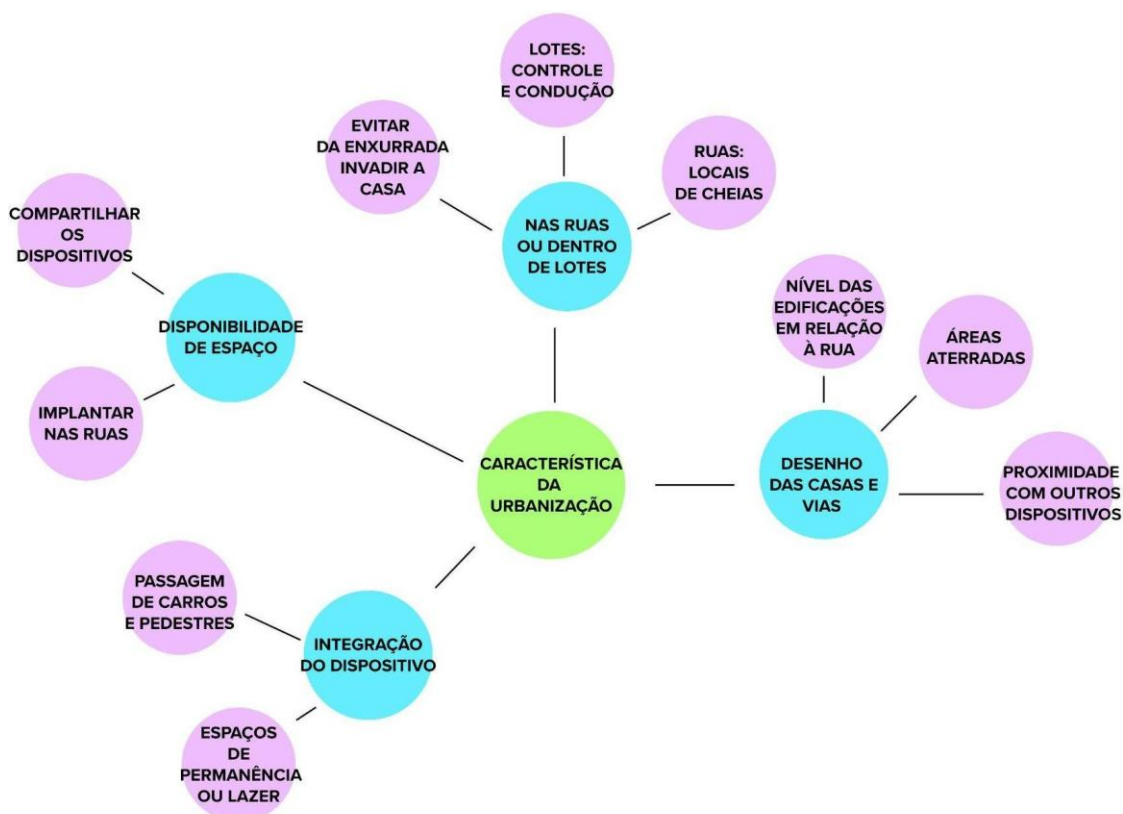 LOTES:
CONTROLE
E CONDUÇÃO
EVITAR
DA ENXURRADA
INVADIR A
CASA
RUAS:
LOCAIS
DE CHEIAS
NAS RUAS
OU DENTRO
DE LOTES
COMPARTILHAR
OS
DISPOSITIVOS
DISPONIBILIDADE
DE ESPAÇO
IMPLANTAR
NAS RUAS
NÍVEL DAS
EDIFICAÇÕES
EM RELAÇÃO
À RUA
ÁREAS
ATERRADAS
DESENHO
DAS CASAS E
VIAS
PROXIMIDADE
COM OUTROS
DISPOSITIVOS
CARACTERÍSTICA
DA
URBANIZAÇÃO
PASSAGEM
DE CARROS
E PEDESTRES
INTEGRAÇÃO
DO DISPOSITIVO
ESPAÇOS
DE
PERMANÊNCIA
OU LAZER